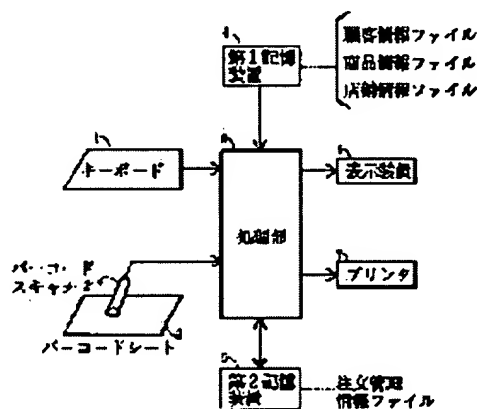 第1記憶
装置
顧客情報ファイル
商品情報ファイル
店舗情報ファイル
キーボード
処理部
表示装置
バーコード
スキャナ
プリンタ
バーコードシート
第2記憶
装置
注文管理
情報ファイル